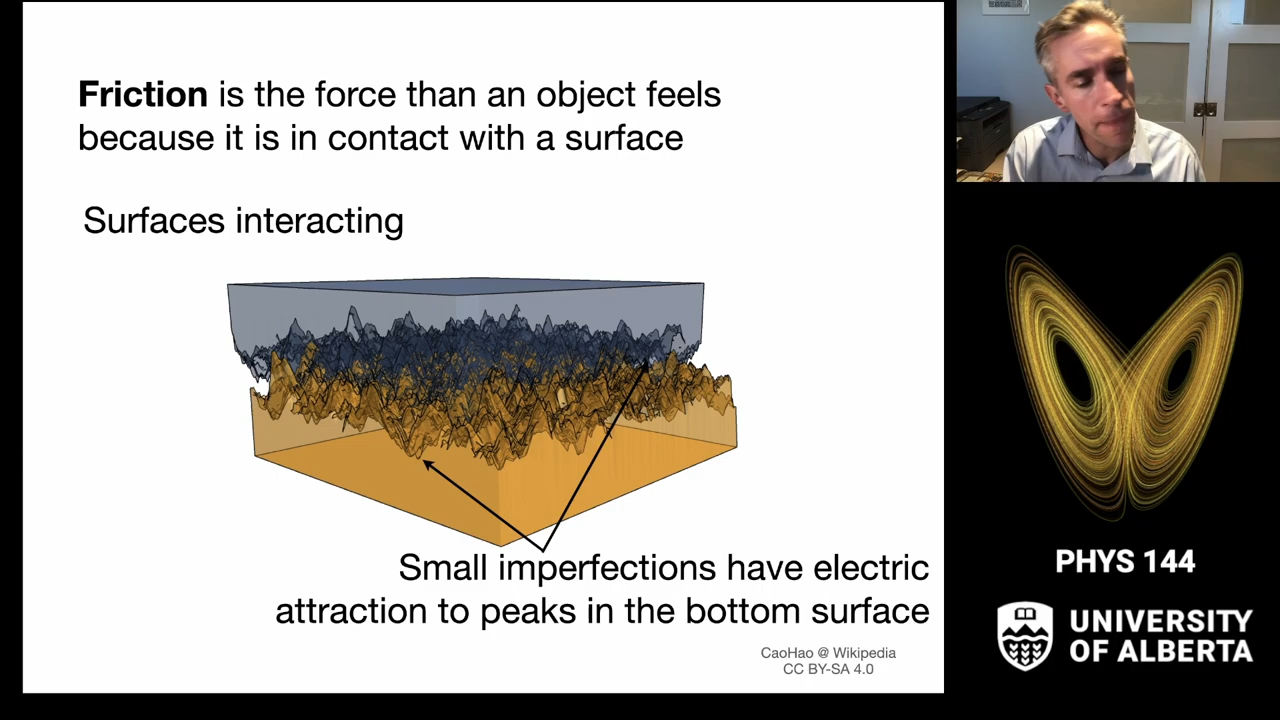 Friction is the force than an object feels
because it is in contact with a surface
Surfaces interacting
Small imperfections have electric
attraction to peaks in the bottom surface
CaoHao @ Wikipedia
CC BY-SA 4.0
PHYS 144
UNIVERSITY
OF ALBERTA